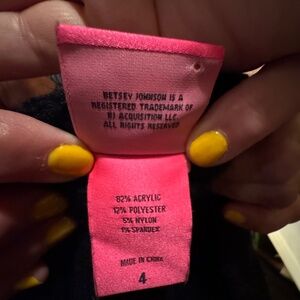 BETSEY JOHNSON IS A
REGISTERED TRADEMARK OF
BJ ACQUISITION LLC.
ALL RIGHTS RESERVED
82% ACRYLIC
12% POLYESTER
5% NYLON
1% SPANDEX
MADE IN CHINA
4